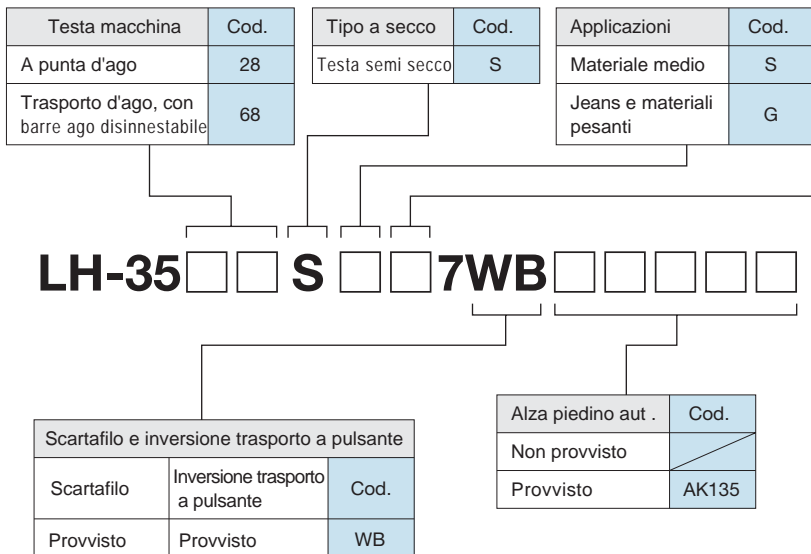 Testa macchina Cod.
A punta d'ago 28
Trasporto d'ago, con
barre ago disinnestabile 68
Tipo a secco Cod.
Testa semi secco S
Applicazioni Cod.
Materiale medio S
Jeans e materiali
pesanti G
LH-35□□S□□7WB□□□□□
Scartafilo e inversione trasporto a pulsante
Scartafilo Inversione trasporto
a pulsante Cod.
Provvisto Provvisto WB
Alza piedino aut . Cod.
Non provvisto
Provvisto AK135